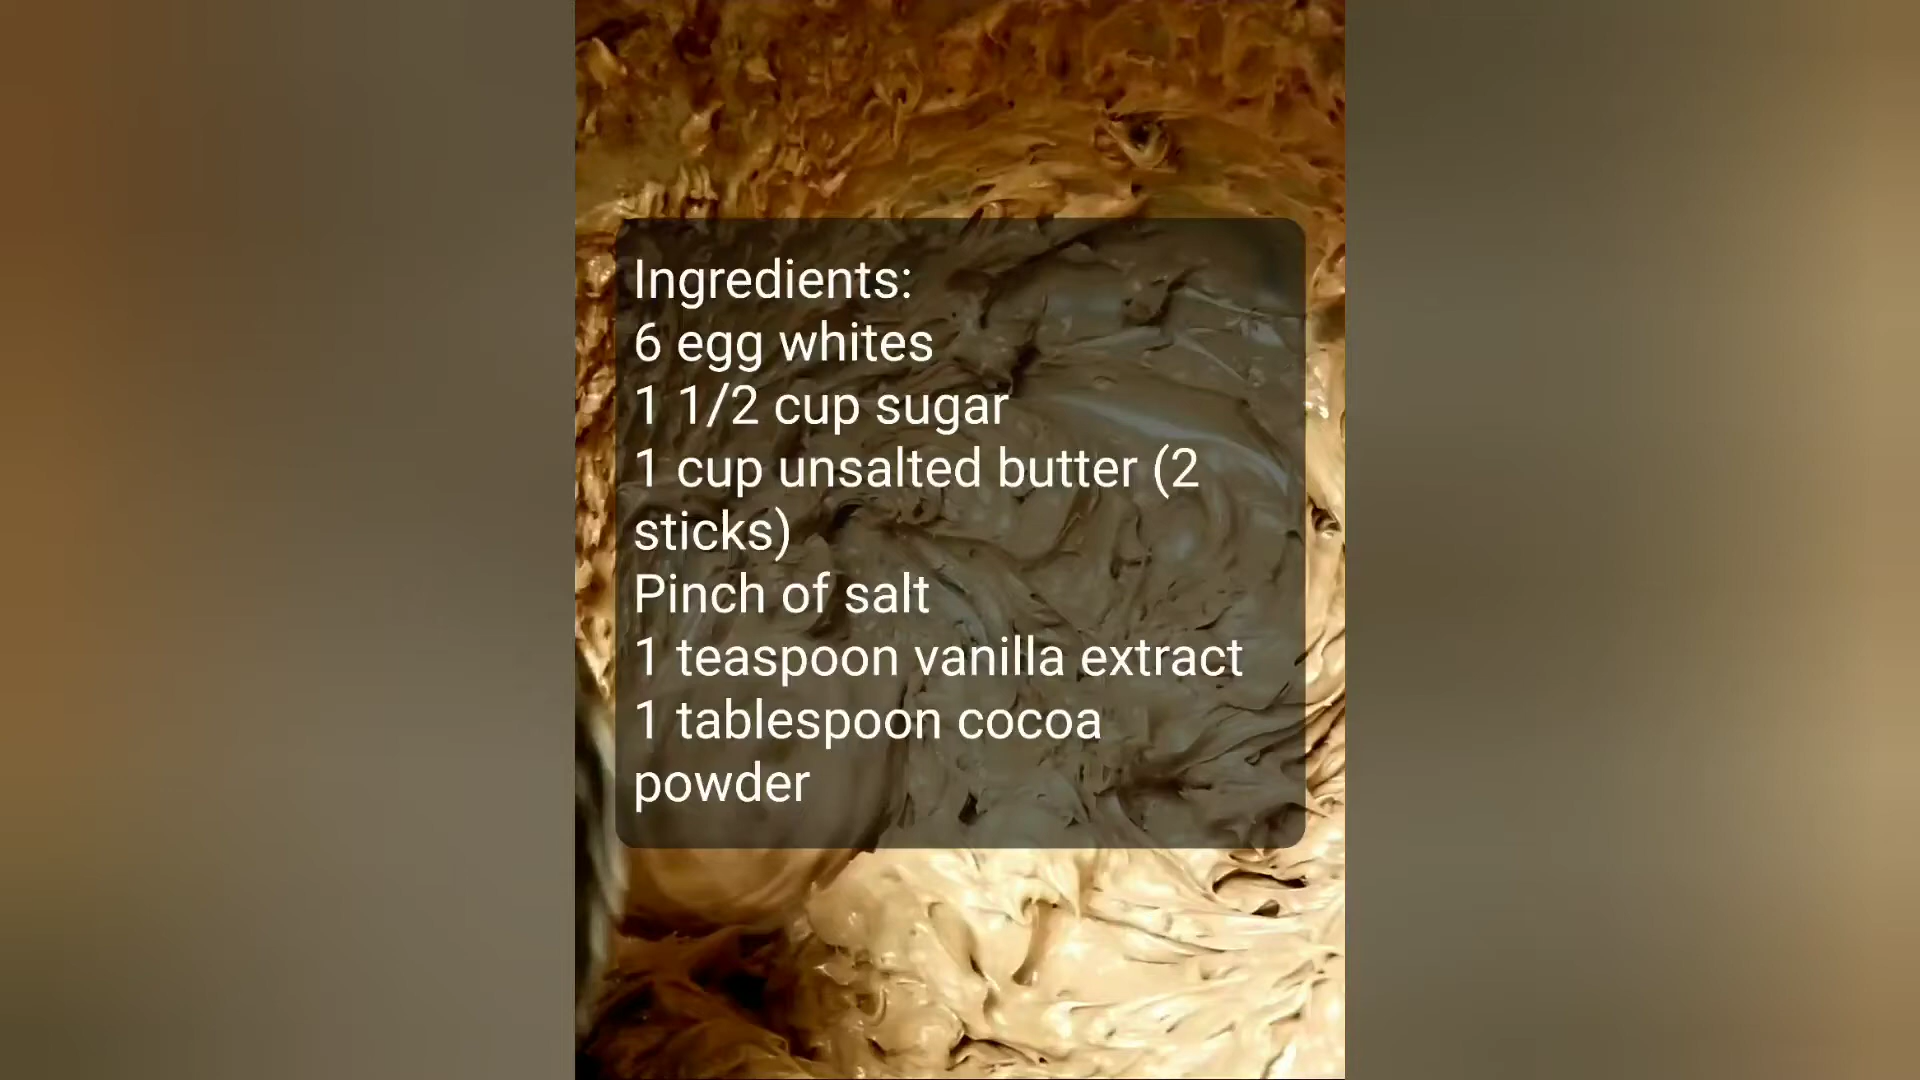 Ingredients:
6 egg whites
1 1/2 cup sugar
1 cup unsalted butter (2
sticks)
Pinch of salt
1 teaspoon vanilla extract
1 tablespoon cocoa
powder